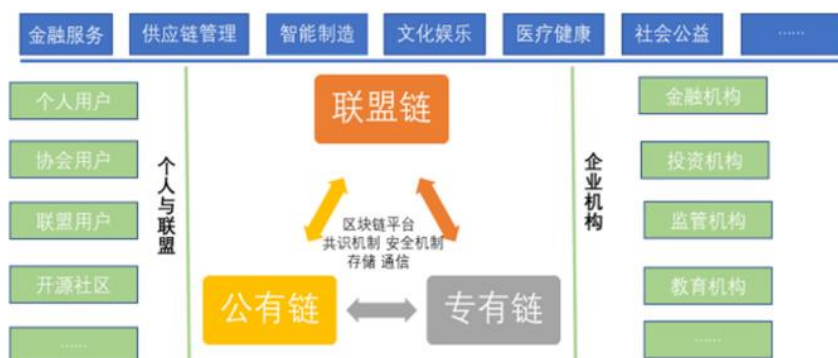 金融服务
供应链管理
智能制造
文化娱乐
医疗健康
社会公益
......
个人用户
协会用户
联盟用户
开源社区
......
个人与联盟
联盟链
区块链平台
共识机制 安全机制
存储 通信
公有链
专有链
企业机构
金融机构
投资机构
监管机构
教育机构
......